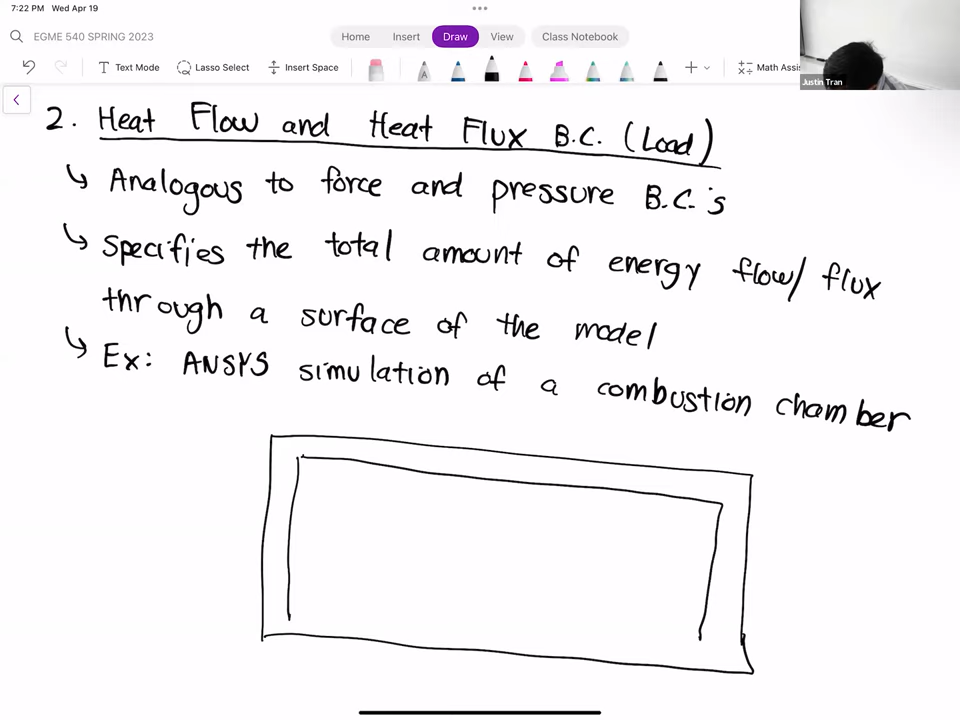 7:22 PM Wed Apr 19
EGME 540 SPRING 2023
Home Insert Draw View Class Notebook
Text Mode Lasso Select Insert Space Math Assis
Justin Tran
2. Heat Flow and Heat Flux B.C. (Load)
↳ Analogous to force and pressure B.C.'s
↳ specifies the total amount of energy flow/flux
through a surface of the model
↳ Ex: ANSYS simulation of a combustion chamber